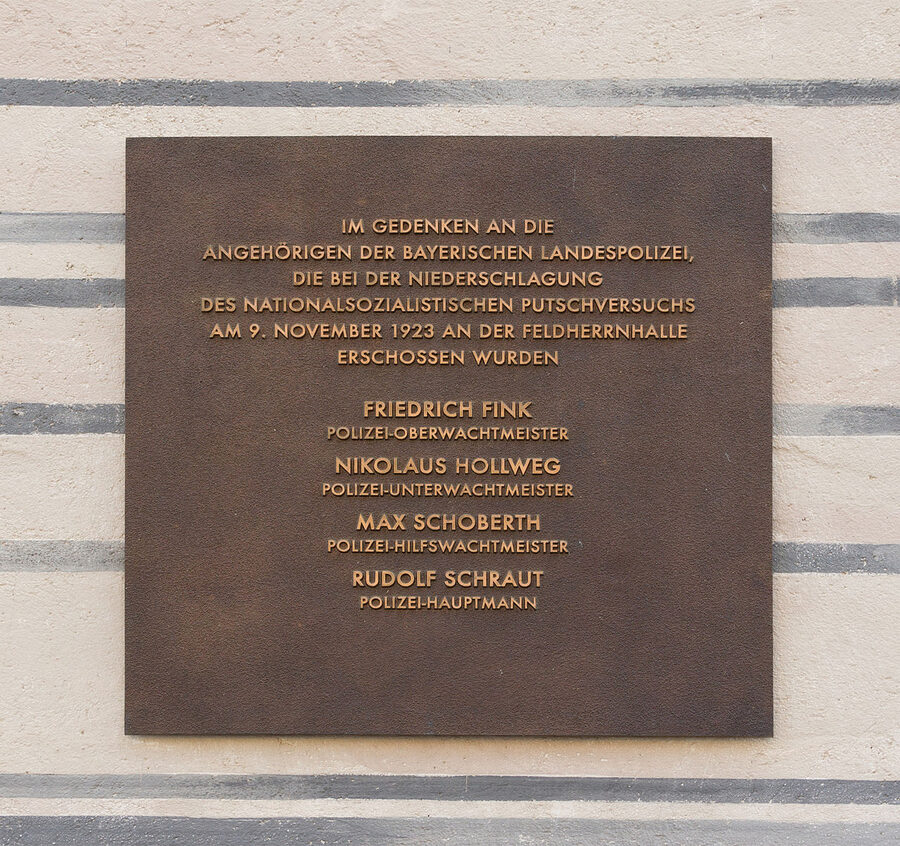 IM GEDENKEN AN DIE
ANGEHÖRIGEN DER BAYERISCHEN LANDESPOLIZEI,
DIE BEI DER NIEDERSCHLAGUNG
DES NATIONALSOZIALISTISCHEN PUTSCHVERSUCHS
AM 9. NOVEMBER 1923 AN DER FELDHERRNHALLE
ERSCHOSSEN WURDEN
FRIEDRICH FINK
POLIZEI-OBERWACHTMEISTER
NIKOLAUS HOLLWEG
POLIZEI-UNTERWACHTMEISTER
MAX SCHOBERTH
POLIZEI-HILFSWACHTMEISTER
RUDOLF SCHRAUT
POLIZEI-HAUPTMANN